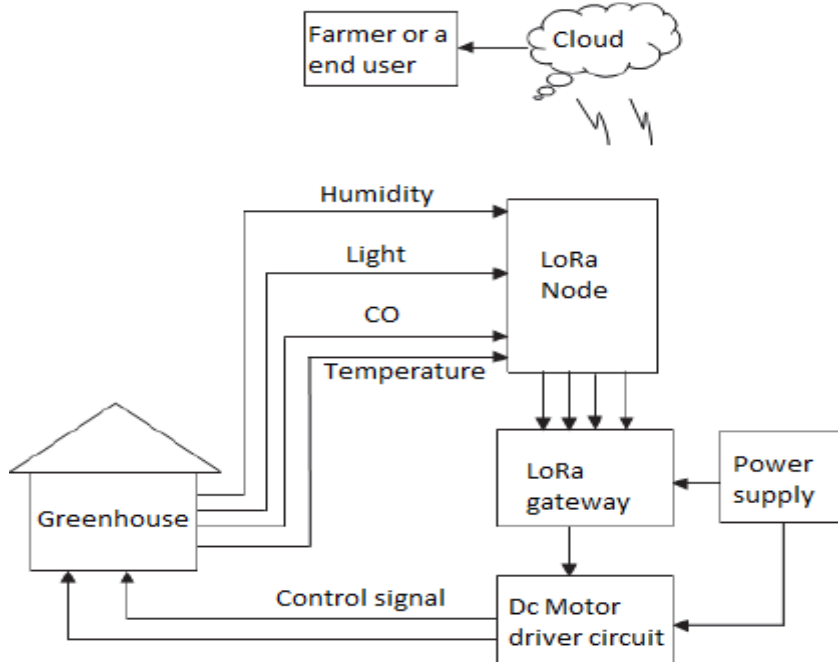 Farmer or a
end user
Cloud
Humidity
Light
CO
Temperature
LoRa
Node
Greenhouse
LoRa
gateway
Power
supply
Control signal
Dc Motor
driver circuit